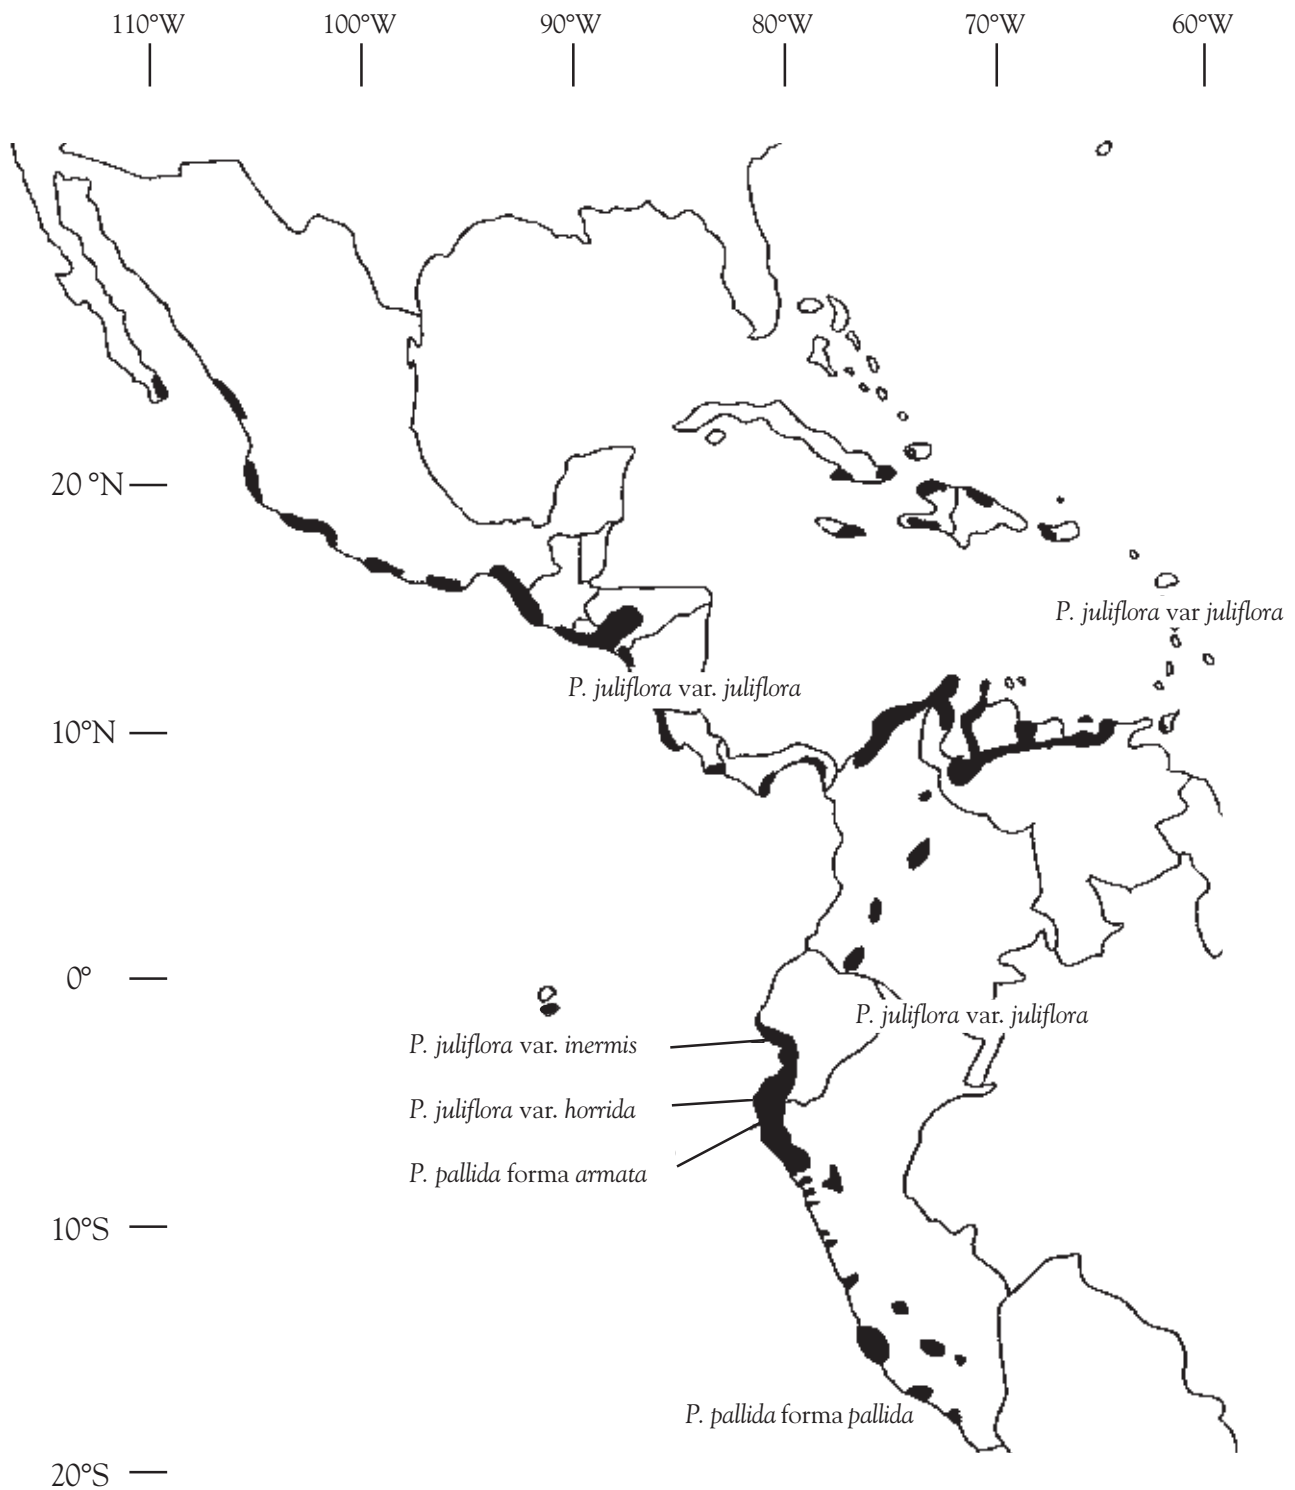 110°W 100°W 90°W 80°W 70°W 60°W
20 °N
P. juliflora var juliflora
P. juliflora var. juliflora
10°N
0°
P. juliflora var. juliflora
P. juliflora var. inermis
P. juliflora var. horrida
P. pallida forma armata
10°S
P. pallida forma pallida
20°S